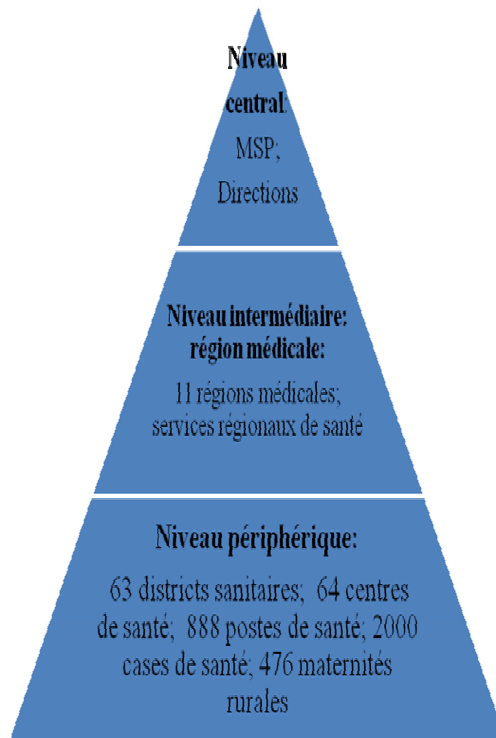 Niveau
central:
MSP;
Directions
Niveau intermédiaire:
région médicale:
11 régions médicales;
services régionaux de santé
Niveau périphérique:
63 districts sanitaires; 64 centres
de santé; 888 postes de santé; 2000
cases de santé; 476 maternités
rurales